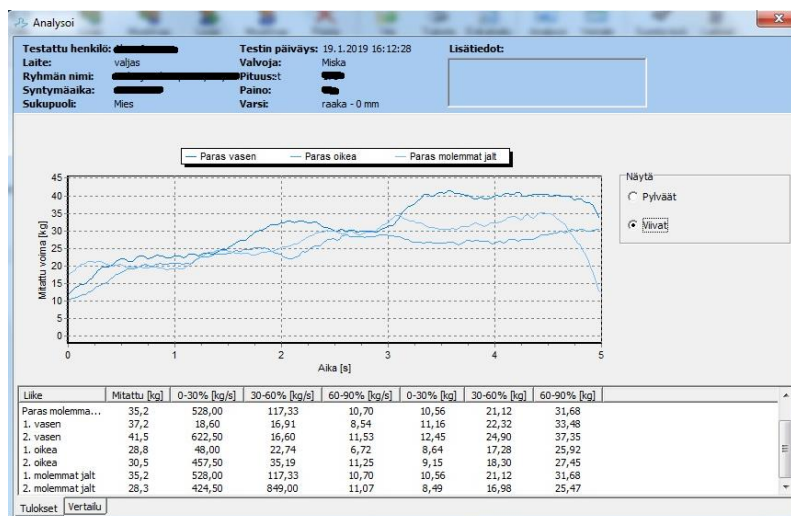 Analysoi
Testattu henkilö: Testin päiväys: 19.1.2019 16:12:28 Lisätiedot:
Laite: valjas Valvoja: Miska
Ryhmän nimi: Pituus:
Syntymäaika: Paino:
Sukupuoli: Mies Varsi: raaka - 0 mm
Paras vasen Paras oikea Paras molemmat jalt
Näytä
Pylväät
Viivat
Mitattu voima [kg]
45
40
35
30
25
20
15
10
5
0
0 1 2 3 4 5
Aika [s]
Liike Mitattu [kg] 0-30% [kg/s] 30-60% [kg/s] 60-90% [kg/s] 0-30% [kg] 30-60% [kg] 60-90% [kg]
Paras molemma... 35,2 528,00 117,33 10,70 10,56 21,12 31,68
1. vasen 37,2 18,60 16,91 8,54 11,16 22,32 33,48
2. vasen 41,5 622,50 16,60 11,53 12,45 24,90 37,35
1. oikea 28,8 48,00 22,74 6,72 8,64 17,28 25,92
2. oikea 30,5 457,50 35,19 11,25 9,15 18,30 27,45
1. molemmat jalt 35,2 528,00 117,33 10,70 10,56 21,12 31,68
2. molemmat jalt 28,3 424,50 849,00 11,07 8,49 16,98 25,47
Tulokset Vertailu